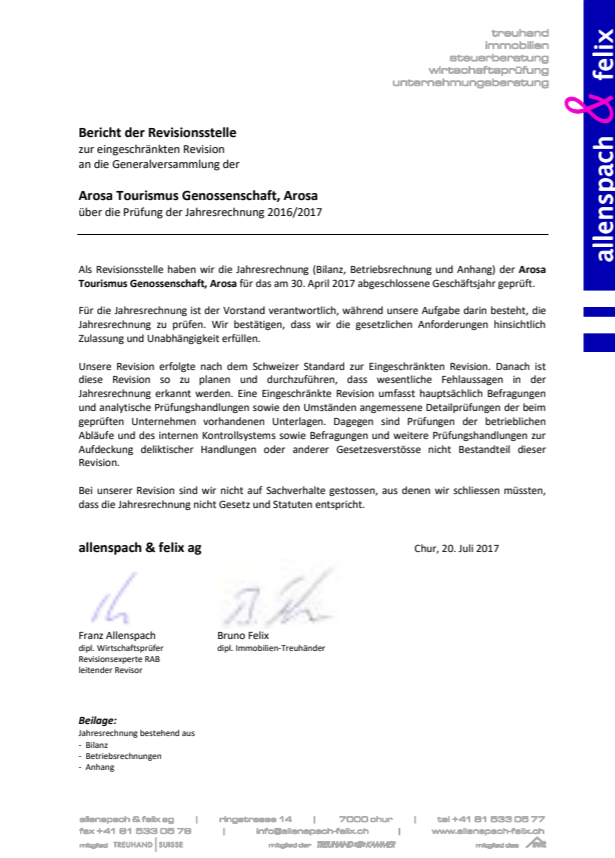 treuhand
immobilien
steuerberatung
wirtschaftsprüfung
unternehmungsberatung
allenspach & felix
Bericht der Revisionsstelle
zur eingeschränkten Revision
an die Generalversammlung der
Arosa Tourismus Genossenschaft, Arosa
über die Prüfung der Jahresrechnung 2016/2017
Als Revisionsstelle haben wir die Jahresrechnung (Bilanz, Betriebsrechnung und Anhang) der Arosa
Tourismus Genossenschaft, Arosa für das am 30. April 2017 abgeschlossene Geschäftsjahr geprüft.
Für die Jahresrechnung ist der Vorstand verantwortlich, während unsere Aufgabe darin besteht, die
Jahresrechnung zu prüfen. Wir bestätigen, dass wir die gesetzlichen Anforderungen hinsichtlich
Zulassung und Unabhängigkeit erfüllen.
Unsere Revision erfolgte nach dem Schweizer Standard zur Eingeschränkten Revision. Danach ist
diese Revision so zu planen und durchzuführen, dass wesentliche Fehlaussagen in der
Jahresrechnung erkannt werden. Eine Eingeschränkte Revision umfasst hauptsächlich Befragungen
und analytische Prüfungshandlungen sowie den Umständen angemessene Detailprüfungen der beim
geprüften Unternehmen vorhandenen Unterlagen. Dagegen sind Prüfungen der betrieblichen
Abläufe und des internen Kontrollsystems sowie Befragungen und weitere Prüfungshandlungen zur
Aufdeckung deliktischer Handlungen oder anderer Gesetzesverstösse nicht Bestandteil dieser
Revision.
Bei unserer Revision sind wir nicht auf Sachverhalte gestossen, aus denen wir schliessen müssten,
dass die Jahresrechnung nicht Gesetz und Statuten entspricht.
allenspach & felix ag Chur, 20. Juli 2017
Franz Allenspach Bruno Felix
dipl. Wirtschaftsprüfer dipl. Immobilien-Treuhänder
Revisionsexperte RAB
leitender Revisor
Beilage:
Jahresrechnung bestehend aus
- Bilanz
- Betriebsrechnungen
- Anhang
allenspach & felix ag | ringstrasse 14 | 7000 chur | tel +41 81 533 05 77
fax +41 81 533 05 78 | info@allenspach-felix.ch | www.allenspach-felix.ch
mitglied TREUHAND SUISSE mitglied der TREUHAND-KAMMER mitglied des